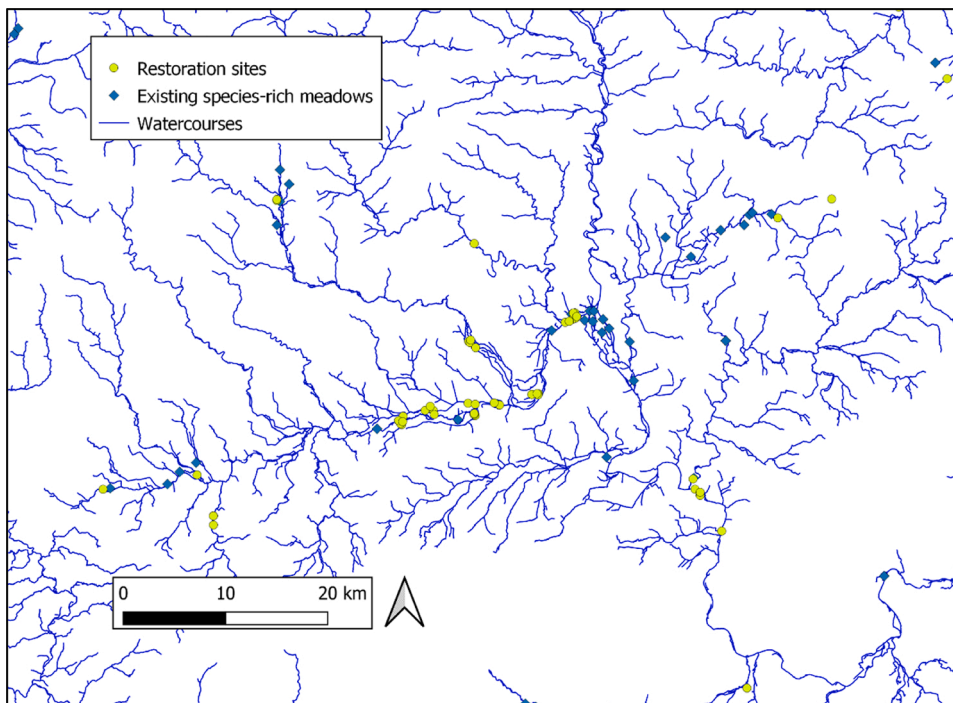 Restoration sites
Existing species-rich meadows
Watercourses
0 10 20 km